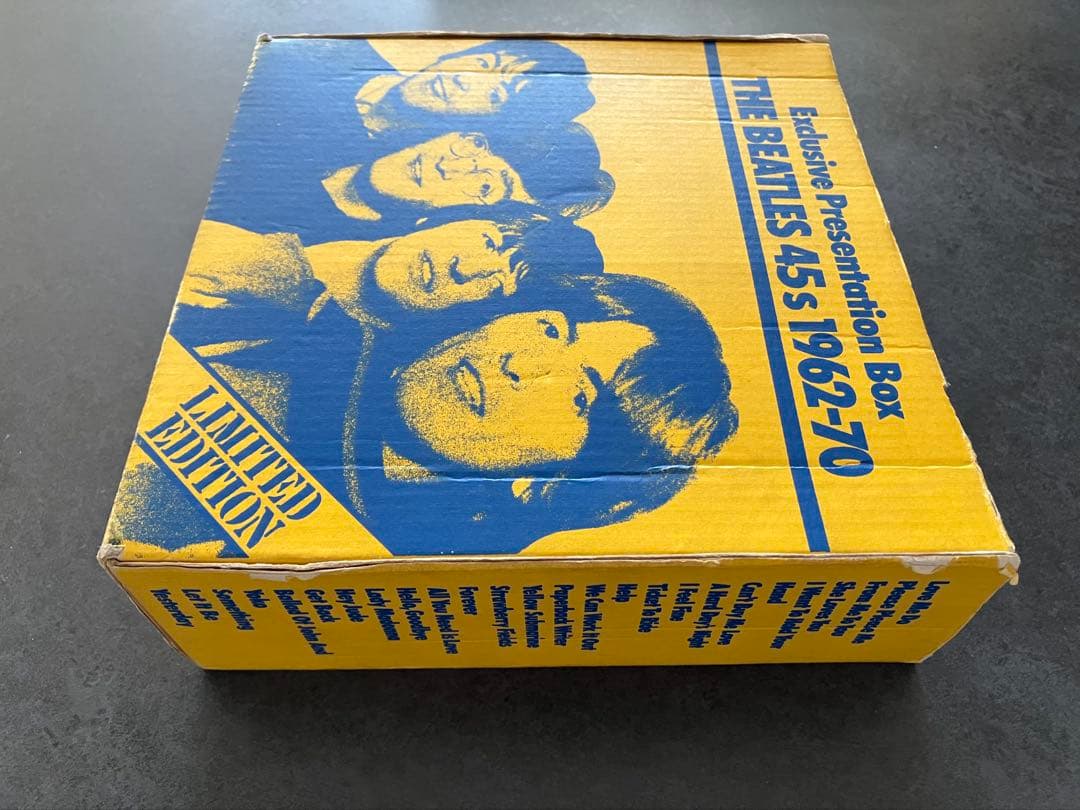 Exclusive Presentation Box
THE BEATLES 45s 1962-70
LIMITED
EDITION
Love Me Do
Please Please Me
From Me To You
She Loves You
I Want To Hold Your
Hand
Can't Buy Me Love
A Hard Day's Night
I Feel Fine
Ticket To Ride
Help
We Can Work It Out
Paperback Writer
Yellow Submarine
Strawberry Fields
Forever
All You Need Is Love
Hello, Goodbye
Lady Madonna
Hey Jude
Get Back
Ballad Of John And
Yoko
Something
Let It Be
Yesterday